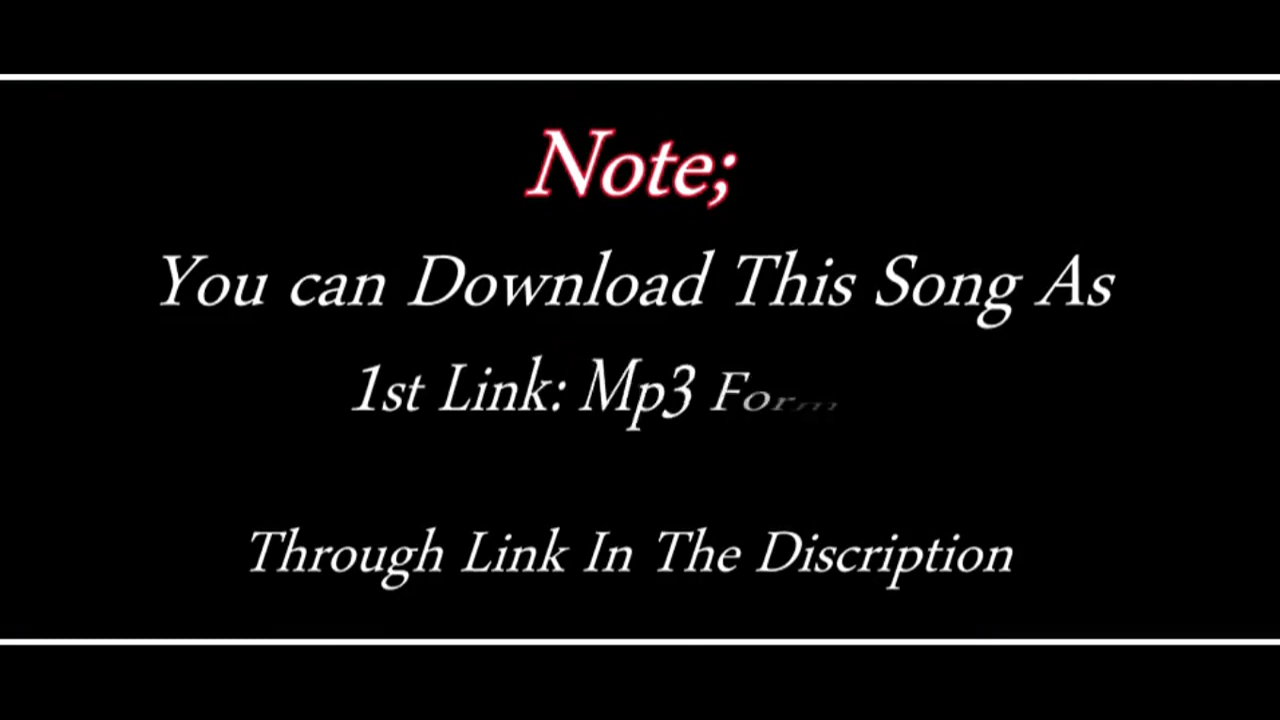 Note;
You can Download This Song As
1st Link: Mp3
Through Link In The Discription